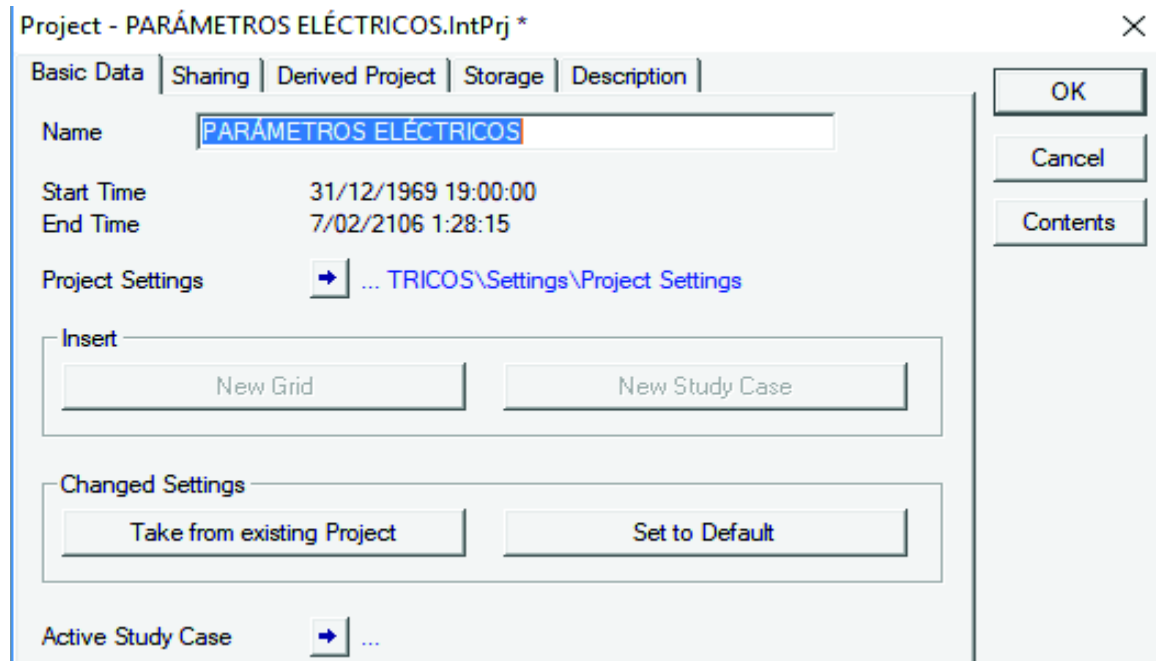 Project - PARÁMETROS ELÉCTRICOS.IntPrj *
Basic Data Sharing Derived Project Storage Description
OK
Name PARÁMETROS ELÉCTRICOS
Cancel
Start Time 31/12/1969 19:00:00
End Time 7/02/2106 1:28:15
Contents
Project Settings ... TRICOS\Settings\Project Settings
Insert
New Grid New Study Case
Changed Settings
Take from existing Project Set to Default
Active Study Case ...